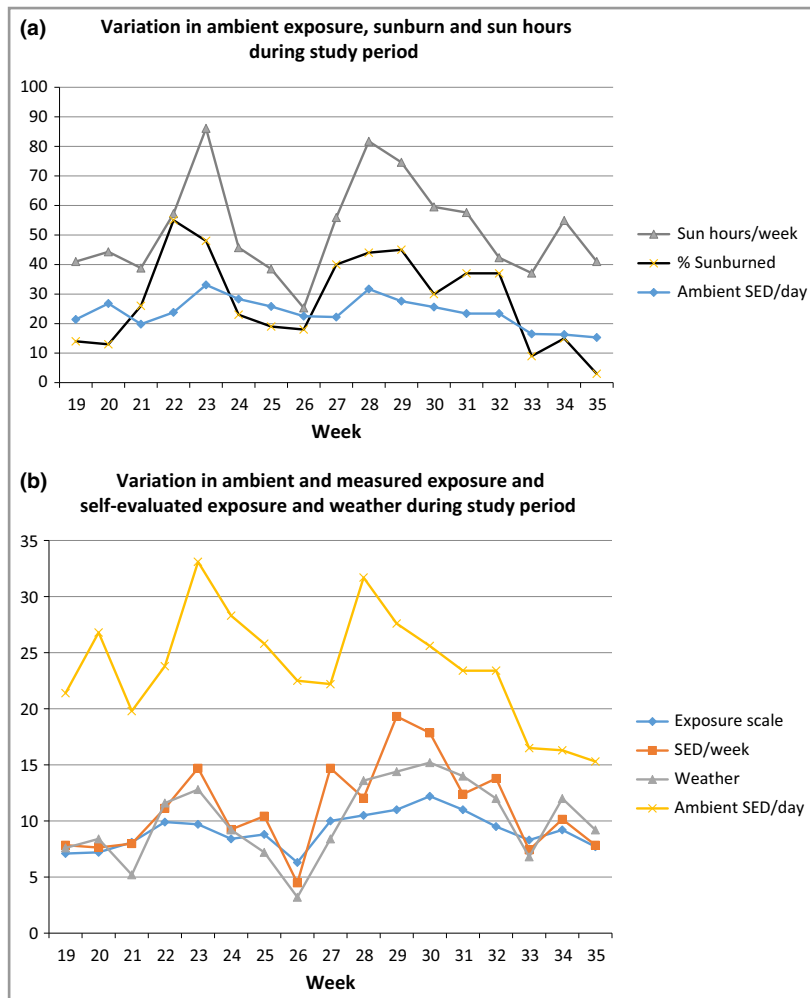 (a)
Variation in ambient exposure, sunburn and sun hours
during study period
100
90
80
70
60
50
40
30
20
10
0
19 20 21 22 23 24 25 26 27 28 29 30 31 32 33 34 35
Week
Sun hours/week
% Sunburned
Ambient SED/day
(b)
Variation in ambient and measured exposure and
self-evaluated exposure and weather during study period
35
30
25
20
15
10
5
0
19 20 21 22 23 24 25 26 27 28 29 30 31 32 33 34 35
Week
Exposure scale
SED/week
Weather
Ambient SED/day